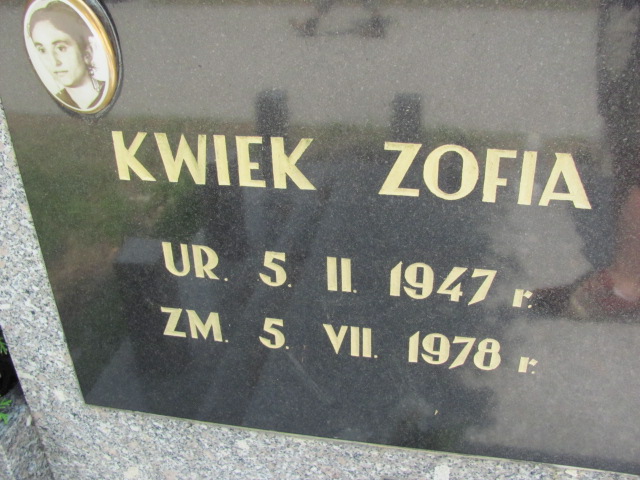 KWIEK ZOFIA
UR. 5. II. 1947 r.
ZM. 5. VII. 1978 r.